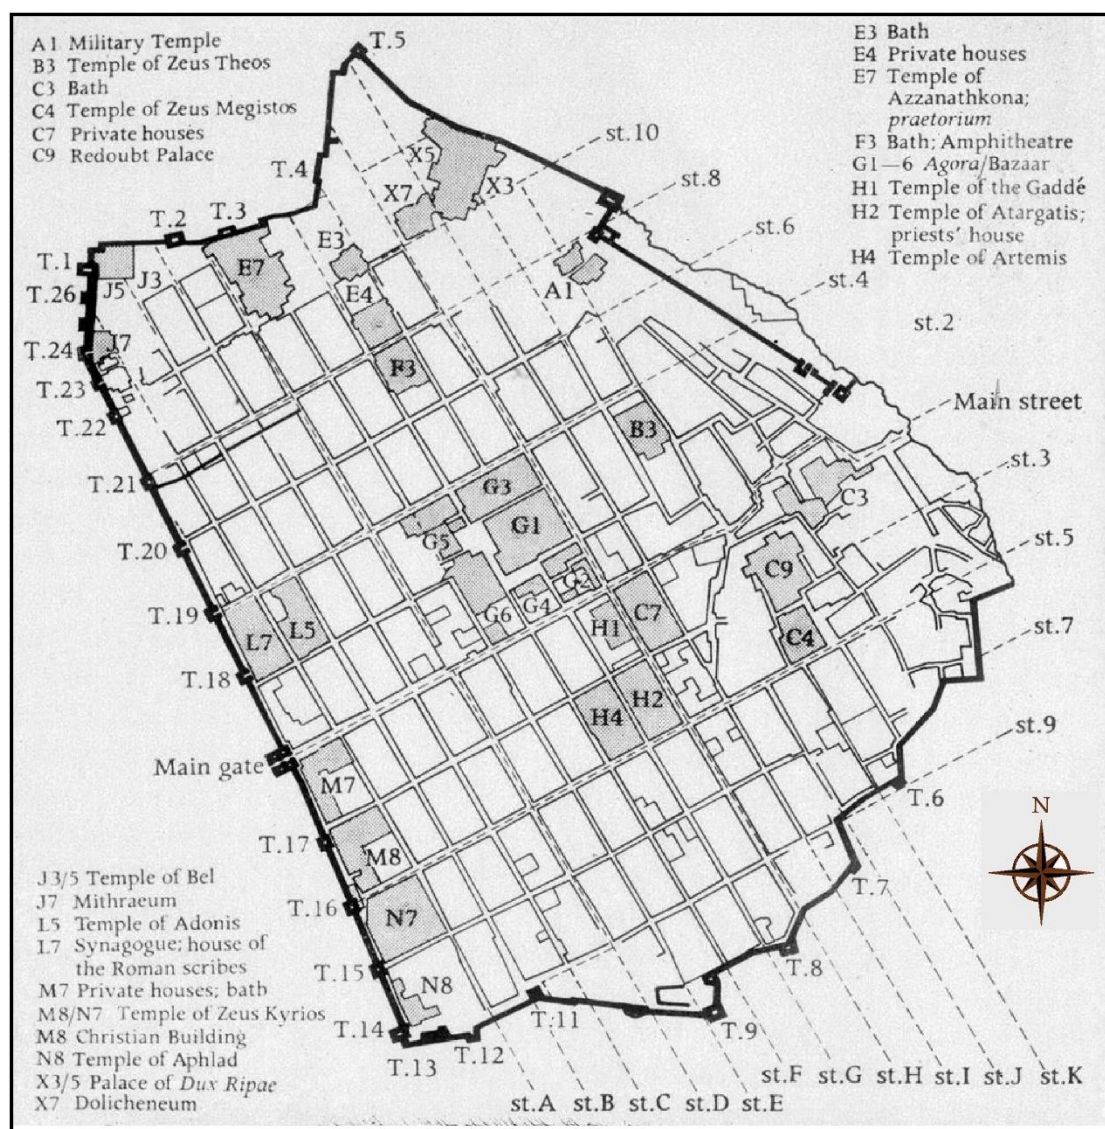 A1 Military Temple
B3 Temple of Zeus Theos
C3 Bath
C4 Temple of Zeus Megistos
C7 Private houses
C9 Redoubt Palace
E3 Bath
E4 Private houses
E7 Temple of
Azzanathkona;
praetorium
F3 Bath; Amphitheatre
G1—6 Agora/Bazaar
H1 Temple of the Gaddé
H2 Temple of Atargatis;
priests' house
H4 Temple of Artemis
T.5
st.10
X5
T.4
X3
st.8
X7
T.2
T.3
st.6
E3
T.1
J5
J3
E7
st.4
T.26
E4
A1
st.2
T.24
J7
F3
T.23
Main street
T.22
B3
st.3
T.21
G3
C3
G1
st.5
T.20
G5
C9
G2
T.19
G4
G6
H1
C7
st.7
L7
L5
C4
T.18
H4
H2
st.9
Main gate
M7
T.6
N
T.17
M8
T.7
T.16
N7
T.8
T.15
N8
T.11
T.9
T.14
T.13
T.12
J3/5 Temple of Bel
J7 Mithraeum
L5 Temple of Adonis
L7 Synagogue; house of
the Roman scribes
M7 Private houses; bath
M8/N7 Temple of Zeus Kyrios
M8 Christian Building
N8 Temple of Aphlad
X3/5 Palace of Dux Ripae
X7 Dolicheneum
st.F st.G st.H st.I st.J st.K
st.A st.B st.C st.D st.E